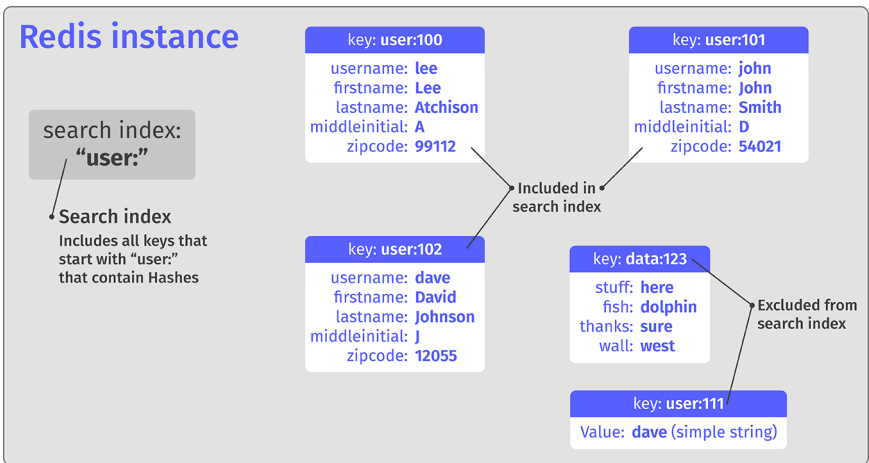 Redis instance
search index:
“user:”
Search index
Includes all keys that
start with “user:”
that contain Hashes
key: user:100
username: lee
firstname: Lee
lastname: Atchison
middleinitial: A
zipcode: 99112
key: user:101
username: john
firstname: John
lastname: Smith
middleinitial: D
zipcode: 54021
Included in
search index
key: user:102
username: dave
firstname: David
lastname: Johnson
middleinitial: J
zipcode: 12055
key: data:123
stuff: here
fish: dolphin
thanks: sure
wall: west
Excluded from
search index
key: user:111
Value: dave (simple string)